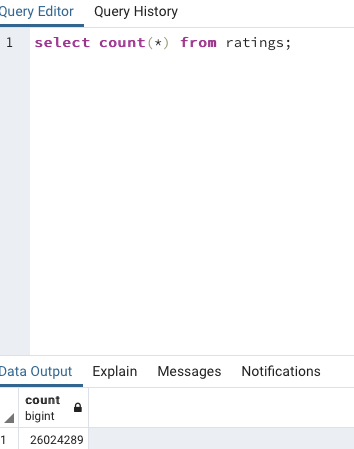 Query Editor Query History
1 select count(*) from ratings;
Data Output Explain Messages Notifications
count
bigint
1 26024289